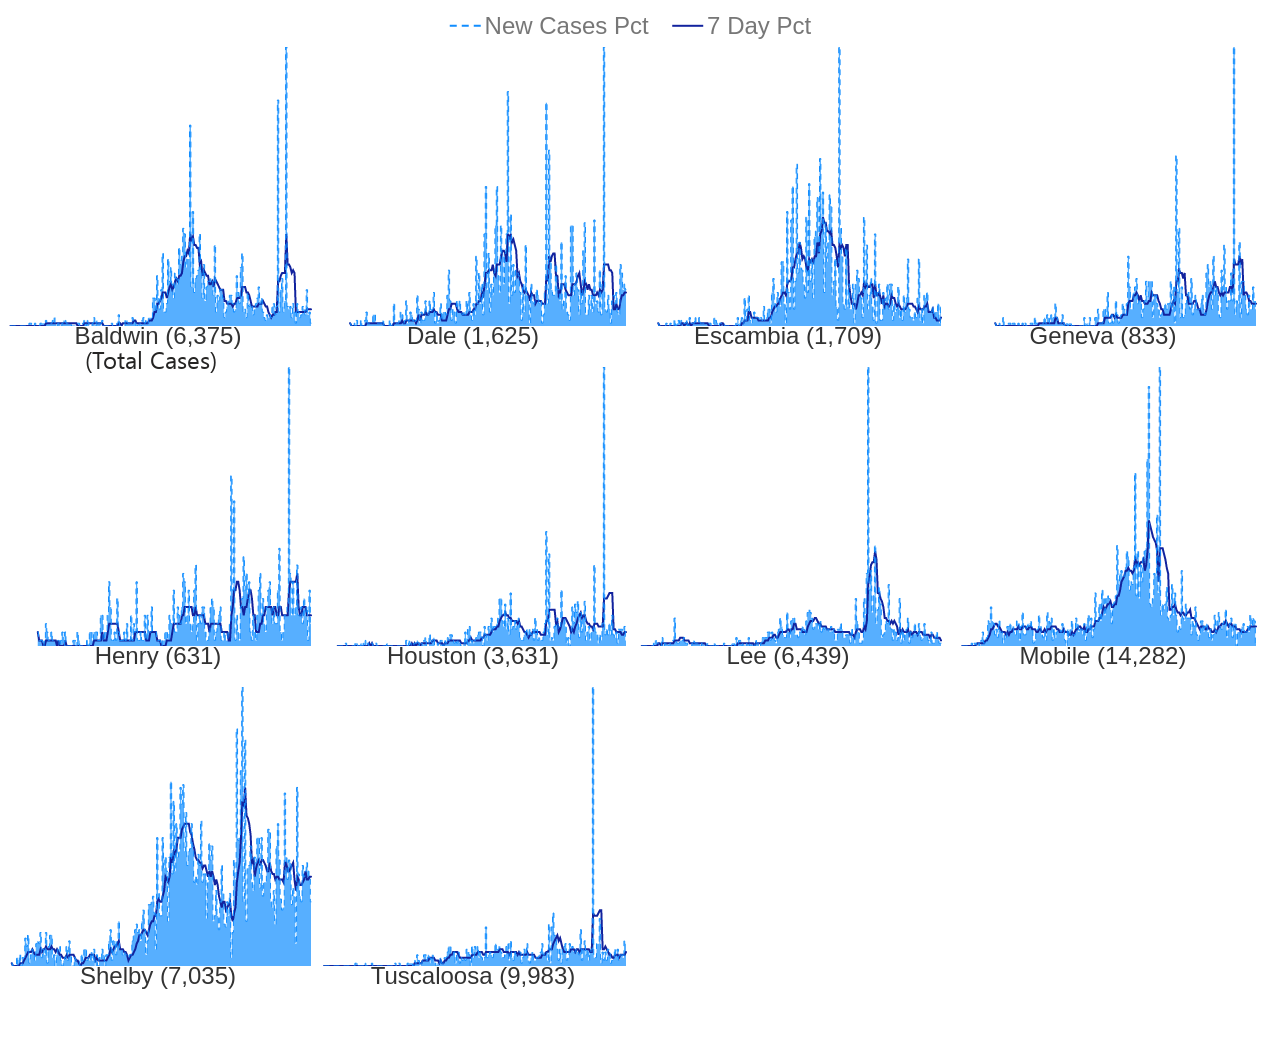 New Cases Pct 7 Day Pct
Baldwin (6,375) Dale (1,625) Escambia (1,709) Geneva (833)
(Total Cases)
Henry (631) Houston (3,631) Lee (6,439) Mobile (14,282)
Shelby (7,035) Tuscaloosa (9,983)